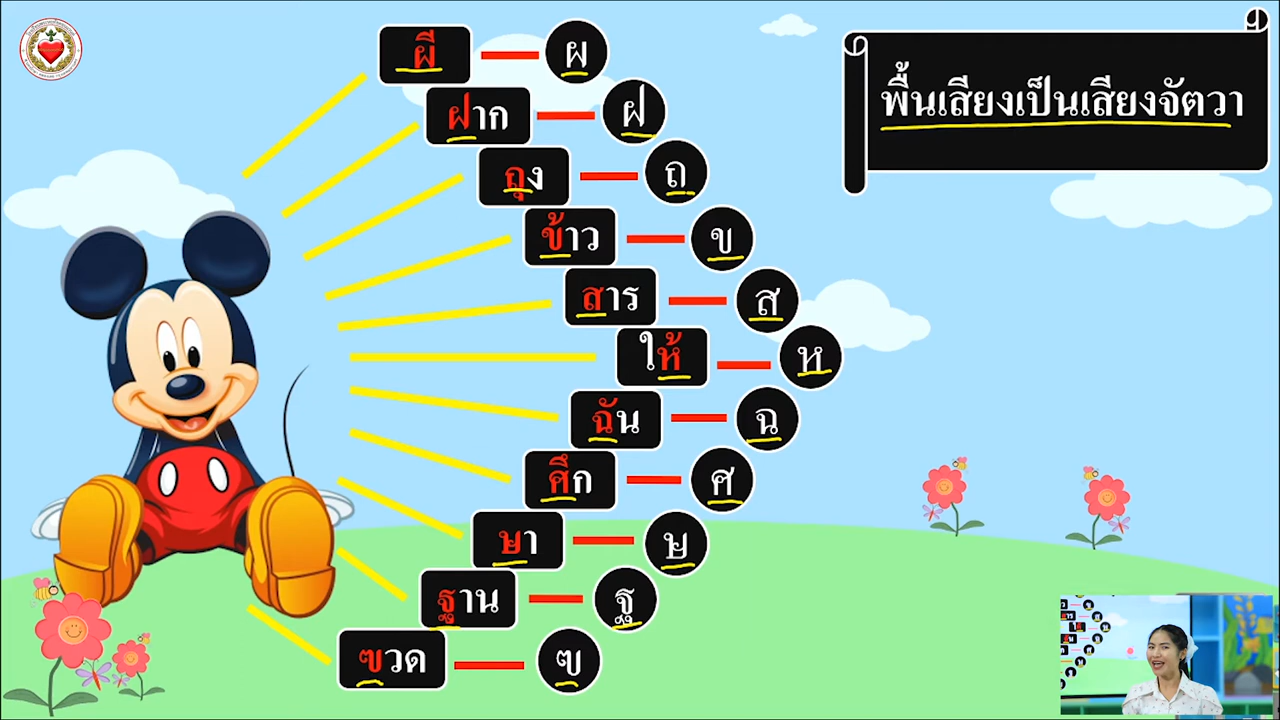 พื้นเสียงเป็นเสียงจัตวา
ผี ผ
ฝาก ฝ
ถุง ถ
ข้าว ข
สาร ส
ให้ ห
ฉัน ฉ
ศึก ศ
ษา ษ
ฐาน ฐ
ฃวด ฃ